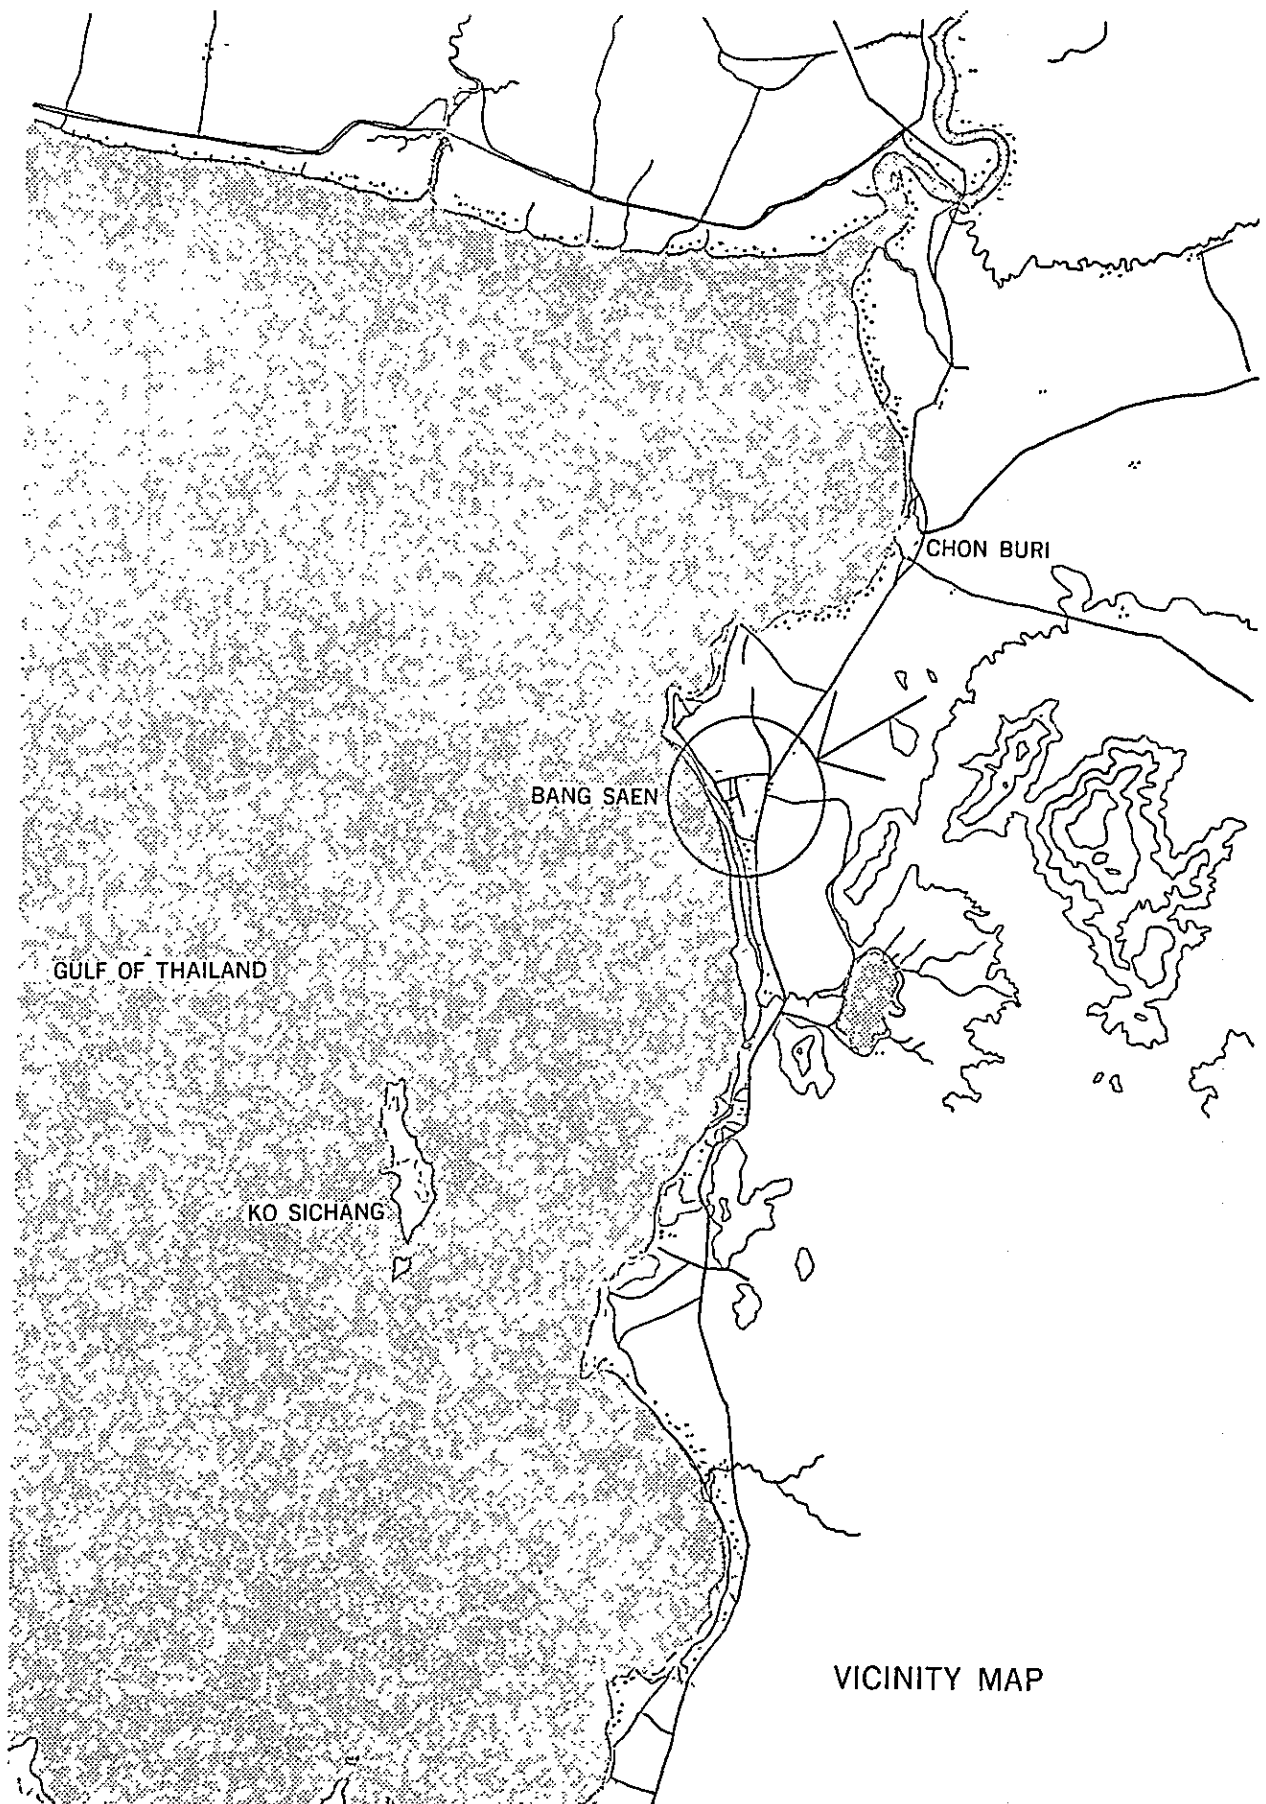 CHON BURI
BANG SAEN
GULF OF THAILAND
KO SICHANG
VICINITY MAP